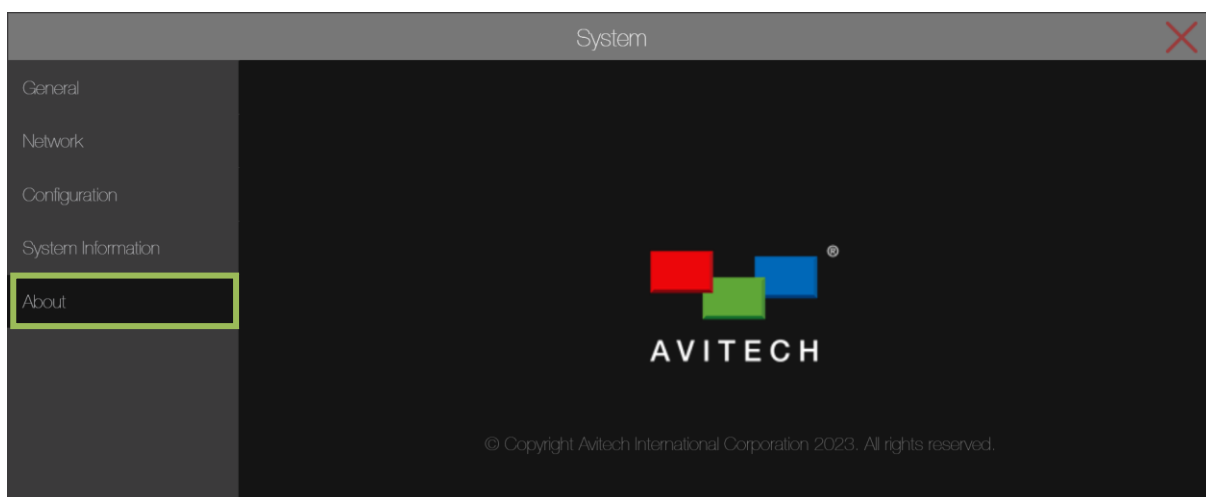 System
General
Network
Configuration
System Information
About
®
AVITECH
© Copyright Avitech International Corporation 2023. All rights reserved.